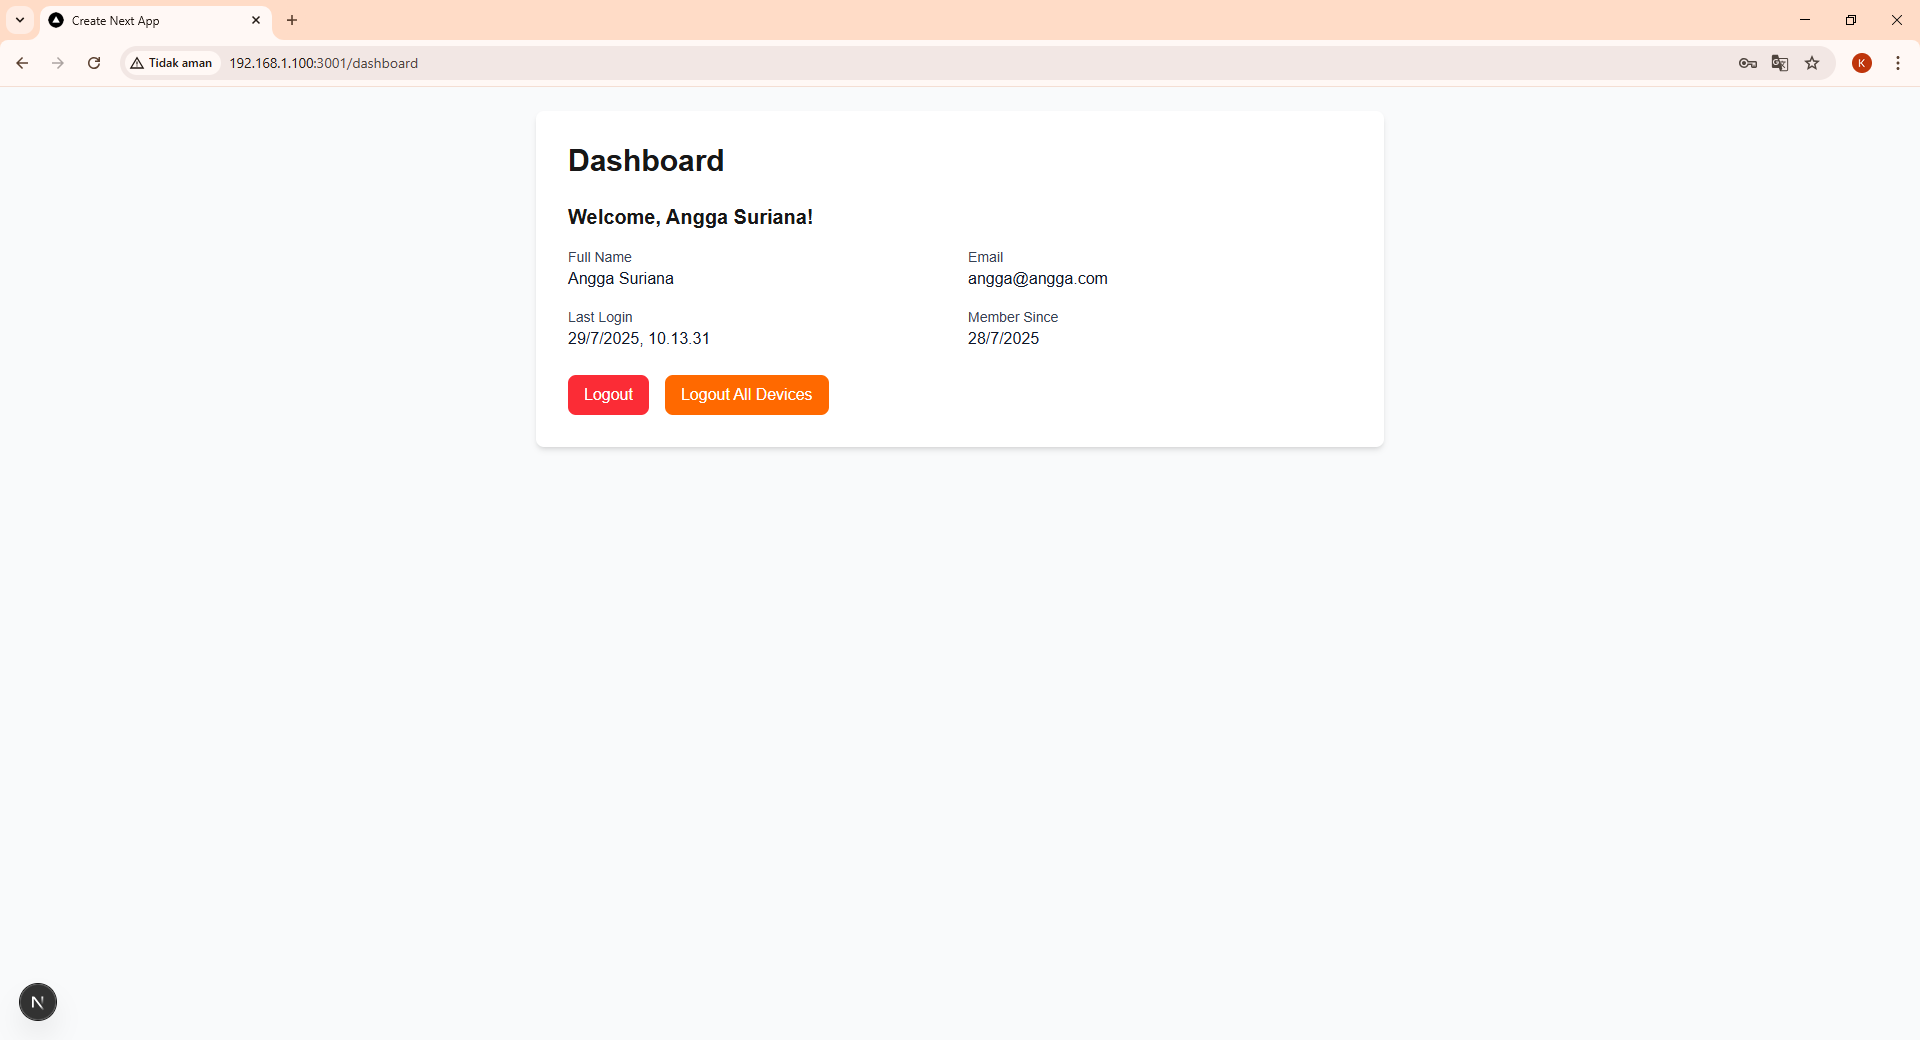 Create Next App
Tidak aman
192.168.1.100:3001/dashboard
K
Dashboard
Welcome, Angga Suriana!
Full Name
Angga Suriana
Email
angga@angga.com
Last Login
29/7/2025, 10.13.31
Member Since
28/7/2025
Logout
Logout All Devices
N